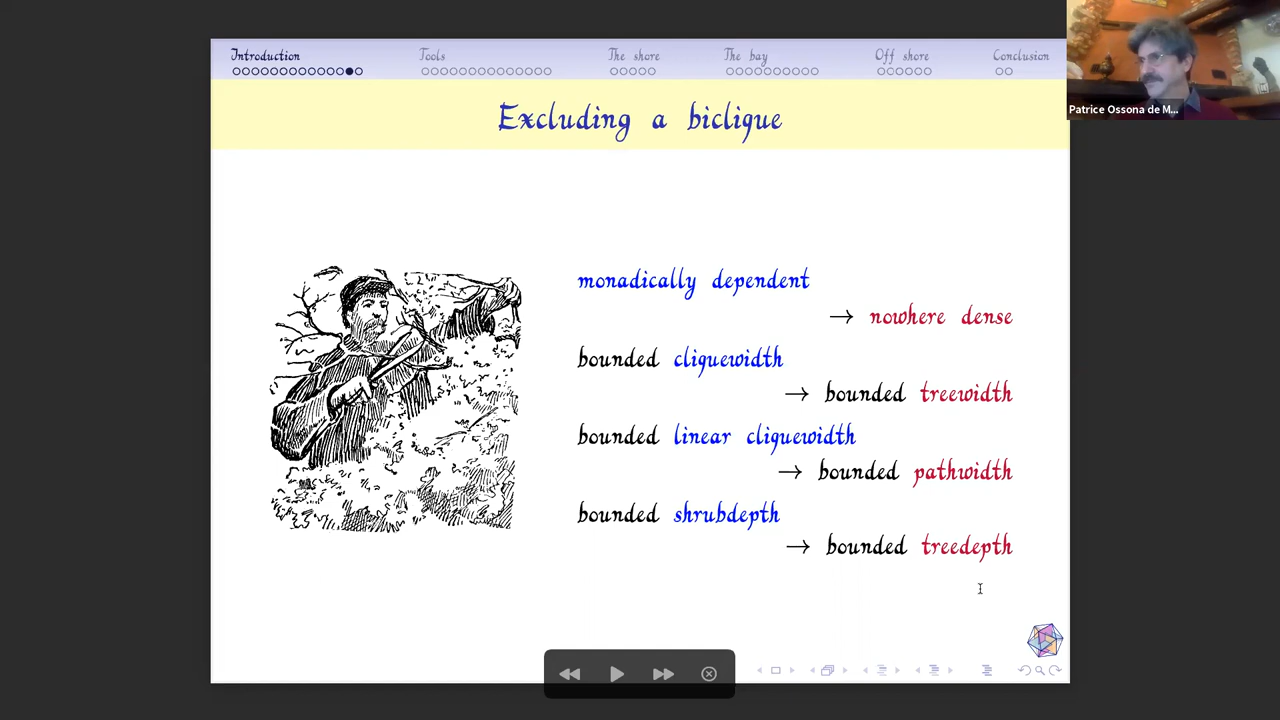 Introduction Tools The shore The bay Off shore Conclusion
Excluding a biclique
monadically dependent
→ nowhere dense
bounded cliquewidth
→ bounded treewidth
bounded linear cliquewidth
→ bounded pathwidth
bounded shrubdepth
→ bounded treedepth
Patrice Ossona de M...